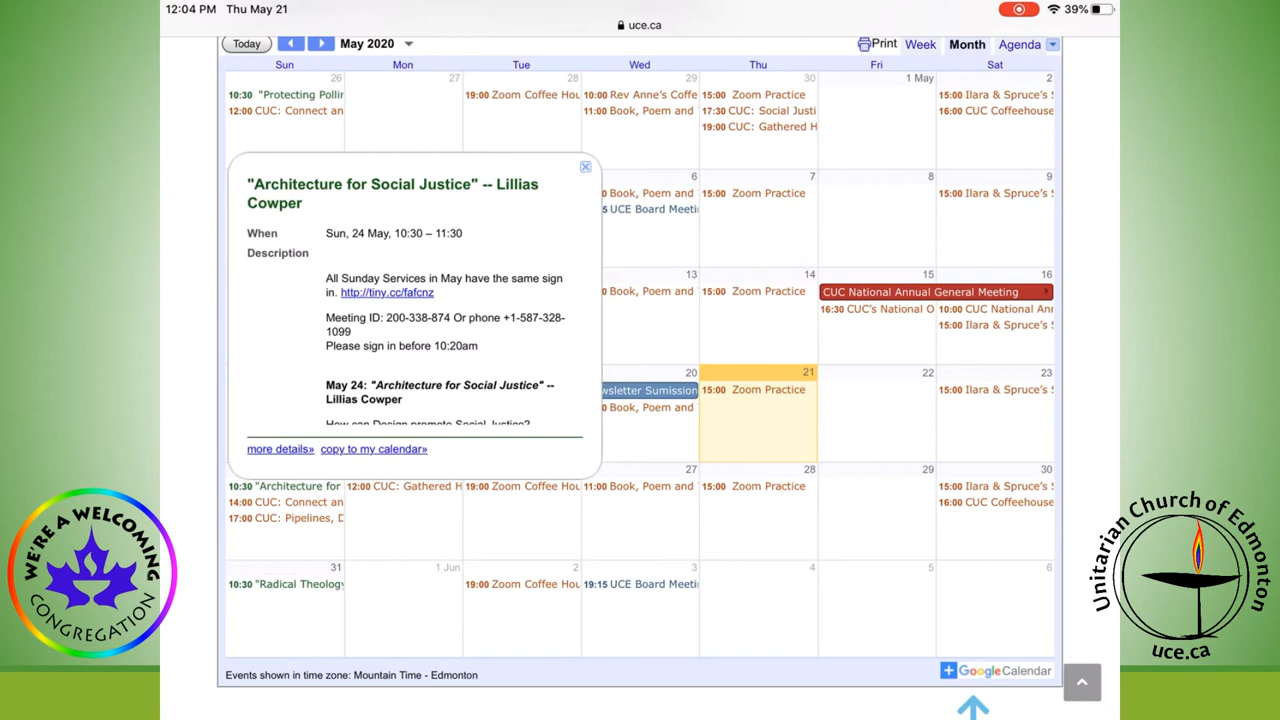 12:04 PM Thu May 21
39%
uce.ca
Today
May 2020
Print Week Month Agenda
Sun Mon Tue Wed Thu Fri Sat
26 27 28 29 30 1 May 2
10:30 "Protecting Pollin
19:00 Zoom Coffee Hou
10:00 Rev Anne's Coffe
15:00 Zoom Practice
15:00 Ilara & Spruce's S
12:00 CUC: Connect an
11:00 Book, Poem and
17:30 CUC: Social Justi
16:00 CUC Coffeehouse
19:00 CUC: Gathered H
6 7 8 9
Book, Poem and
15:00 Zoom Practice
15:00 Ilara & Spruce's S
UCE Board Meeti
13 14 15 16
Book, Poem and
15:00 Zoom Practice
CUC National Annual General Meeting
16:30 CUC's National O
10:00 CUC National Ann
15:00 Ilara & Spruce's S
20 21 22 23
wsletter Sumission
15:00 Zoom Practice
15:00 Ilara & Spruce's S
Book, Poem and
"Architecture for Social Justice" -- Lillias
Cowper
When Sun, 24 May, 10:30 – 11:30
Description
All Sunday Services in May have the same sign
in. http://tiny.cc/fafcnz
Meeting ID: 200-338-874 Or phone +1-587-328-
1099
Please sign in before 10:20am
May 24: "Architecture for Social Justice" --
Lillias Cowper
How can Design promote Social Justice?
more details» copy to my calendar»
27 28 29 30
10:30 "Architecture for
12:00 CUC: Gathered H
19:00 Zoom Coffee Hou
11:00 Book, Poem and
15:00 Zoom Practice
15:00 Ilara & Spruce's S
14:00 CUC: Connect an
16:00 CUC Coffeehouse
17:00 CUC: Pipelines, D
31 1 Jun 2 3 4 5 6
10:30 "Radical Theology
19:00 Zoom Coffee Hou
19:15 UCE Board Meeti
Events shown in time zone: Mountain Time - Edmonton
Google Calendar
WE'RE A WELCOMING
CONGREGATION
Unitarian Church of Edmonton
uce.ca